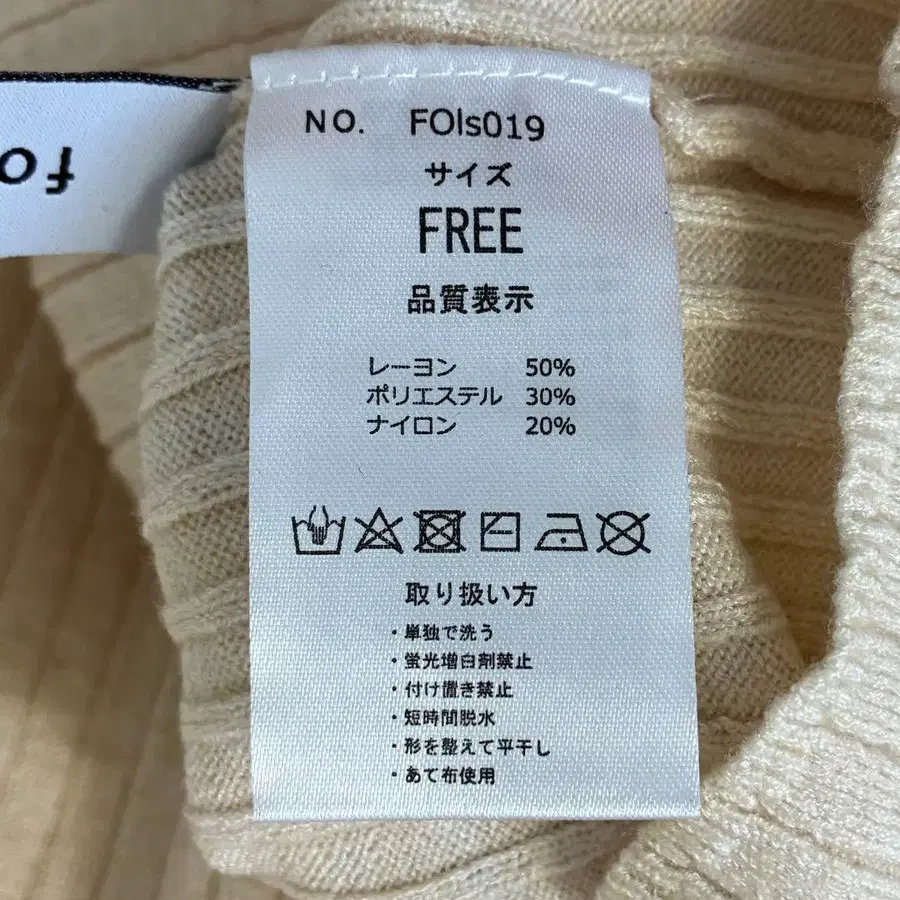 fo
NO. FOls019
サイズ
FREE
品質表示
レーヨン 50%
ポリエステル 30%
ナイロン 20%
取り扱い方
・単独で洗う
・蛍光増白剤禁止
・付け置き禁止
・短時間脱水
・形を整えて平干し
・あて布使用